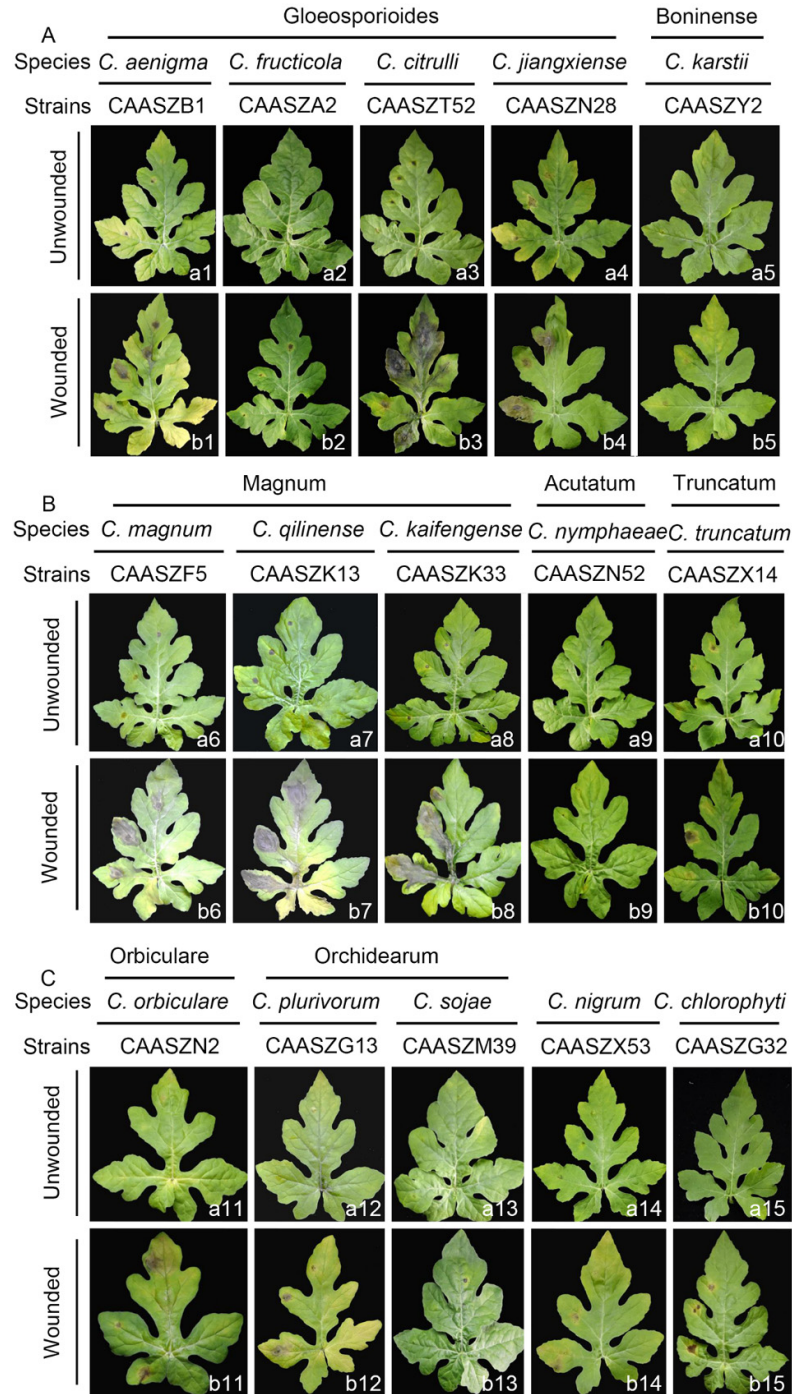 A
Gloeosporioides Boninense
Species C. aenigma C. fructicola C. citrulli C. jiangxiense C. karstii
Strains CAASZB1 CAASZA2 CAASZT52 CAASZN28 CAASZY2
Unwounded
a1 a2 a3 a4 a5
Wounded
b1 b2 b3 b4 b5
B
Magnum Acutatum Truncatum
Species C. magnum C. qilinense C. kaifengense C. nymphaeae C. truncatum
Strains CAASZF5 CAASZK13 CAASZK33 CAASZN52 CAASZX14
Unwounded
a6 a7 a8 a9 a10
Wounded
b6 b7 b8 b9 b10
C
Orbiculare Orchidearum
Species C. orbiculare C. plurivorum C. sojae C. nigrum C. chlorophyti
Strains CAASZN2 CAASZG13 CAASZM39 CAASZX53 CAASZG32
Unwounded
a11 a12 a13 a14 a15
Wounded
b11 b12 b13 b14 b15